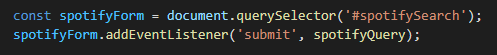 const spotifyForm = document.querySelector('#spotifySearch');
spotifyForm.addEventListener('submit', spotifyQuery);